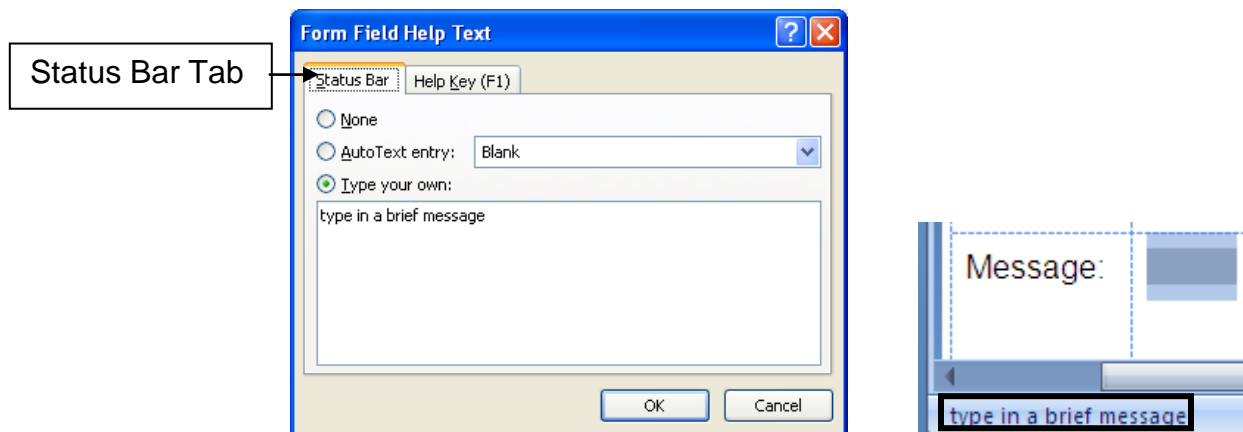 Form Field Help Text
Status Bar Tab
Status Bar Help Key (F1)
None
AutoText entry: Blank
Type your own:
type in a brief message
OK Cancel
Message:
type in a brief message